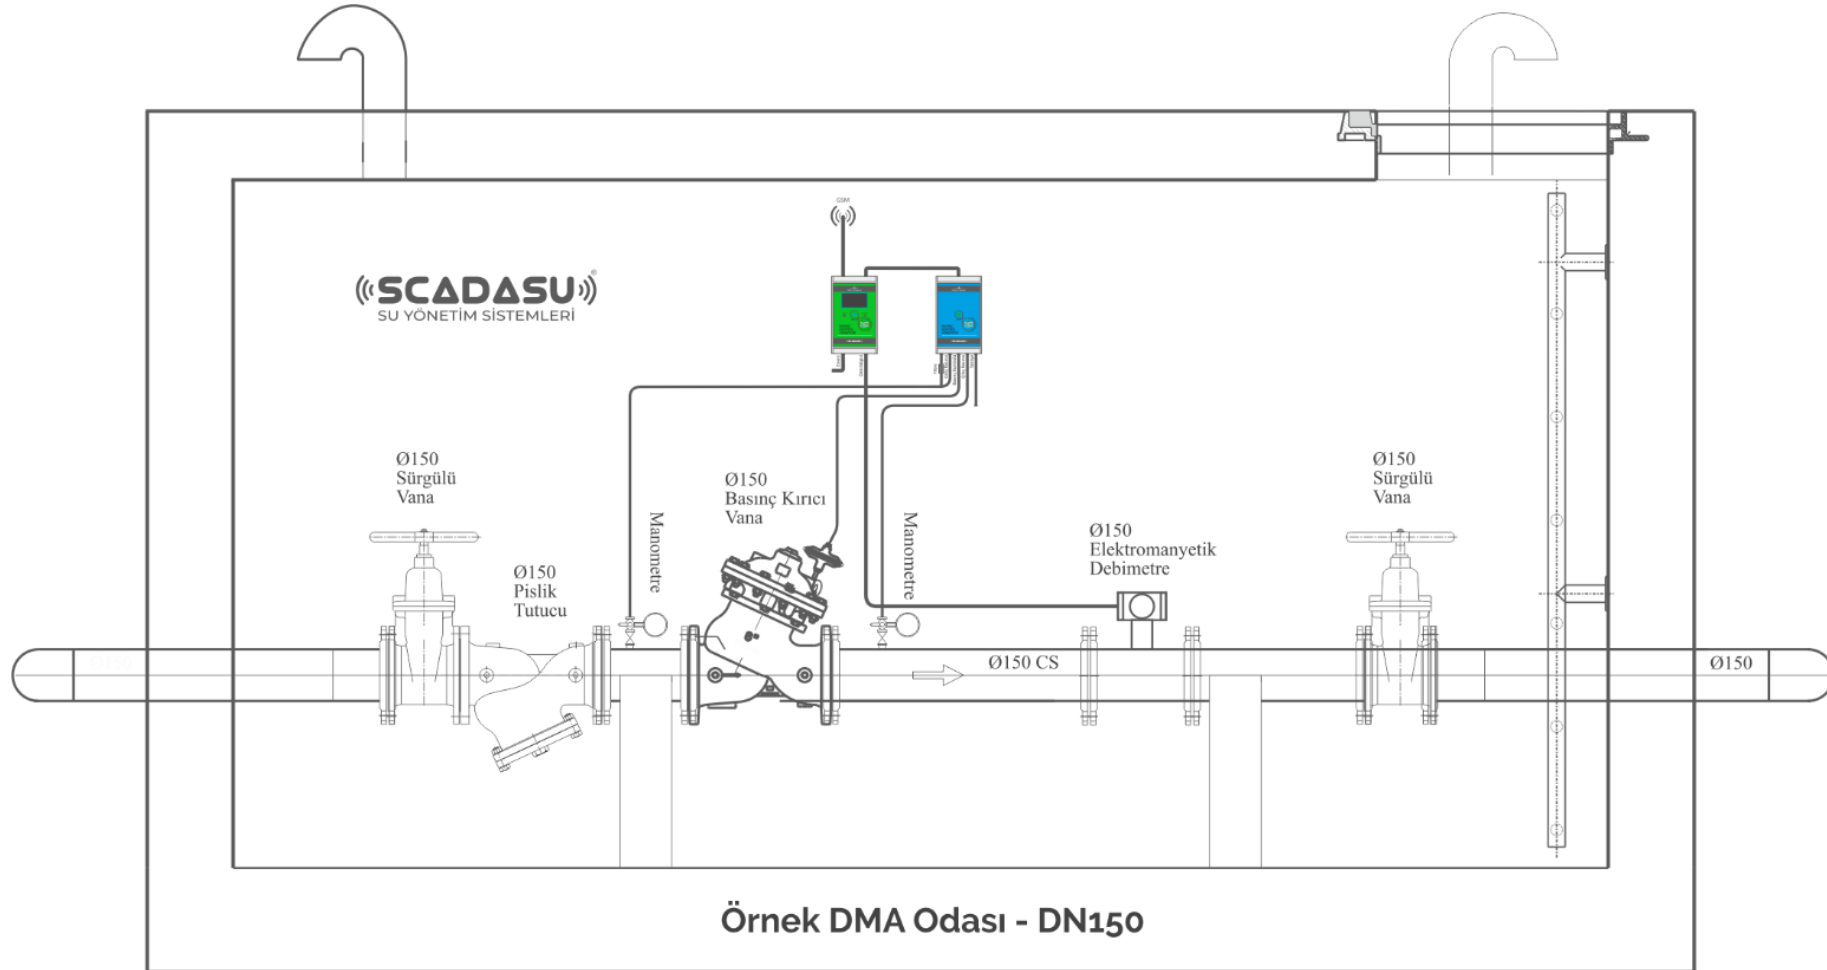 GSM
SCADASU®
SU YÖNETİM SİSTEMLERİ
Ø150
Sürgülü
Vana
Ø150
Pislik
Tutucu
Manometre
Ø150
Basınç Kırıcı
Vana
Manometre
Ø150
Elektromanyetik
Debimetre
Ø150
Sürgülü
Vana
Ø150 CS
Ø150
Örnek DMA Odası - DN150